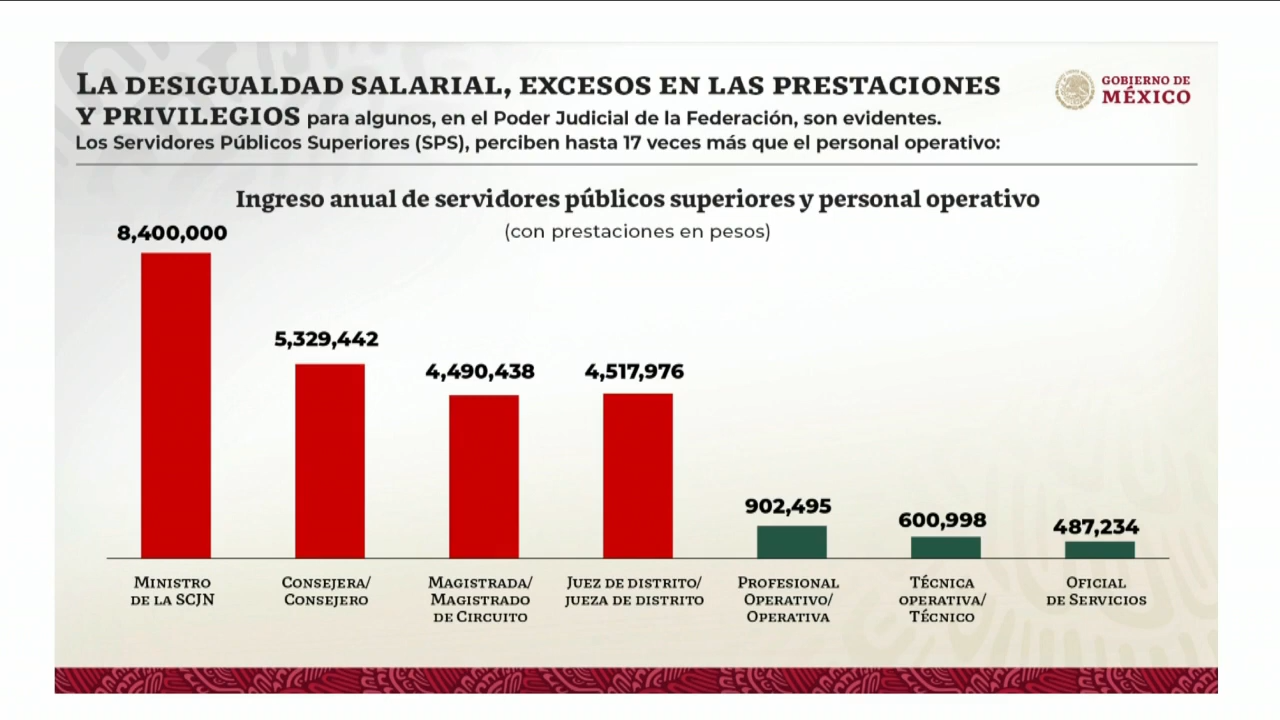 LA DESIGUALDAD SALARIAL, EXCESOS EN LAS PRESTACIONES
Y PRIVILEGIOS para algunos, en el Poder Judicial de la Federación, son evidentes.
Los Servidores Públicos Superiores (SPS), perciben hasta 17 veces más que el personal operativo:
GOBIERNO DE
MÉXICO
Ingreso anual de servidores públicos superiores y personal operativo
(con prestaciones en pesos)
8,400,000
5,329,442
4,490,438
4,517,976
902,495
600,998
487,234
MINISTRO
DE LA SCJN
CONSEJERA/
CONSEJERO
MAGISTRADA/
MAGISTRADO
DE CIRCUITO
JUEZ DE DISTRITO/
JUEZA DE DISTRITO
PROFESIONAL
OPERATIVO/
OPERATIVA
TÉCNICA
OPERATIVA/
TÉCNICO
OFICIAL
DE SERVICIOS